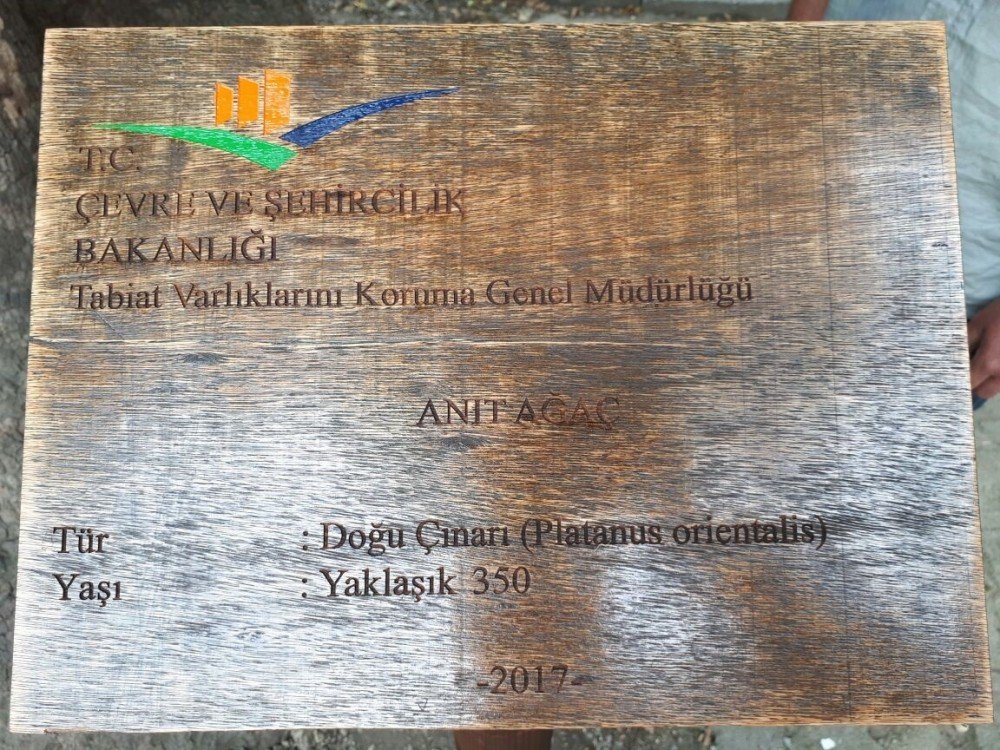 T.C.
ÇEVRE VE ŞEHİRCİLİK
BAKANLIĞI
Tabiat Varlıklarını Koruma Genel Müdürlüğü
ANIT AĞAÇ
Tür : Doğu Çınarı (Platanus orientalis)
Yaşı : Yaklaşık 350
-2017-